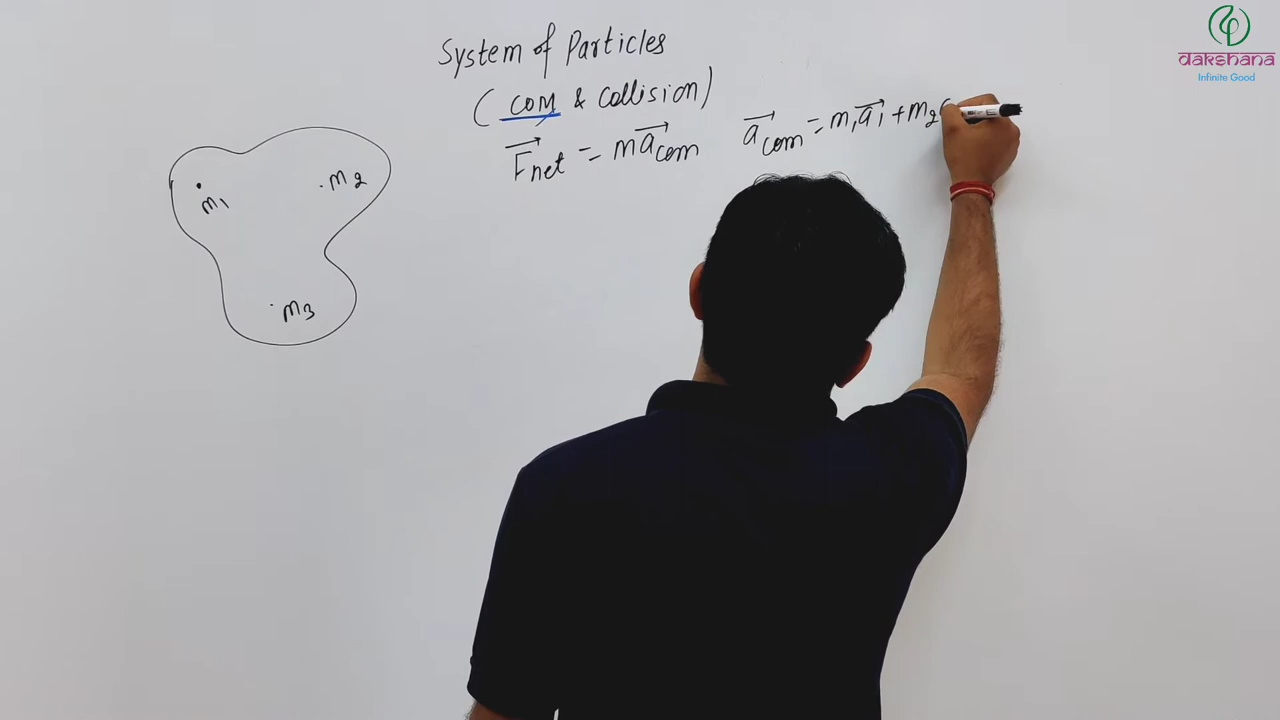 System of Particles
(COM & Collision)
F⃗net = ma⃗com
a⃗com = m₁a⃗₁ + m₂
m₁
m₂
m₃
dakshana
Infinite Good